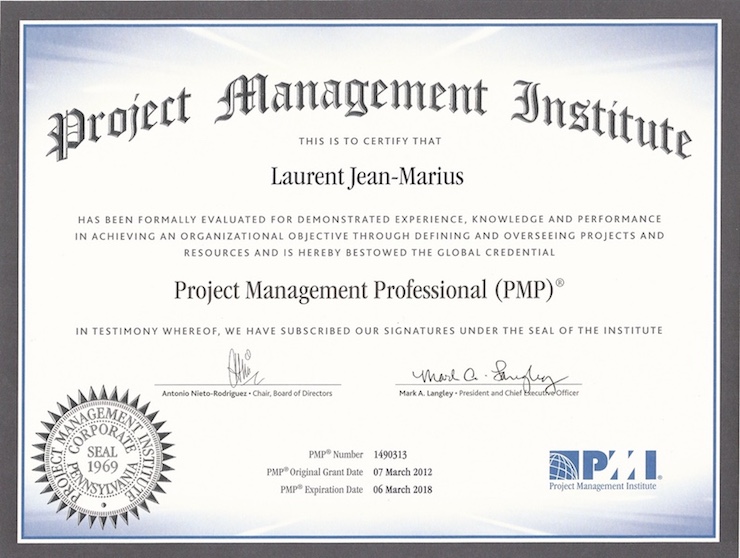 Project Management Institute
THIS IS TO CERTIFY THAT
Laurent Jean-Marius
HAS BEEN FORMALLY EVALUATED FOR DEMONSTRATED EXPERIENCE, KNOWLEDGE AND PERFORMANCE
IN ACHIEVING AN ORGANIZATIONAL OBJECTIVE THROUGH DEFINING AND OVERSEEING PROJECTS AND
RESOURCES AND IS HEREBY BESTOWED THE GLOBAL CREDENTIAL
Project Management Professional (PMP)®
IN TESTIMONY WHEREOF, WE HAVE SUBSCRIBED OUR SIGNATURES UNDER THE SEAL OF THE INSTITUTE
Mark A. Langley
Antonio Nieto-Rodriguez • Chair, Board of Directors
Mark A. Langley • President and Chief Executive Officer
PROJECT MANAGEMENT INSTITUTE
CORPORATE
SEAL
1969
PENNSYLVANIA
PMP® Number 1490313
PMP® Original Grant Date 07 March 2012
PMP® Expiration Date 06 March 2018
PMI®
Project Management Institute